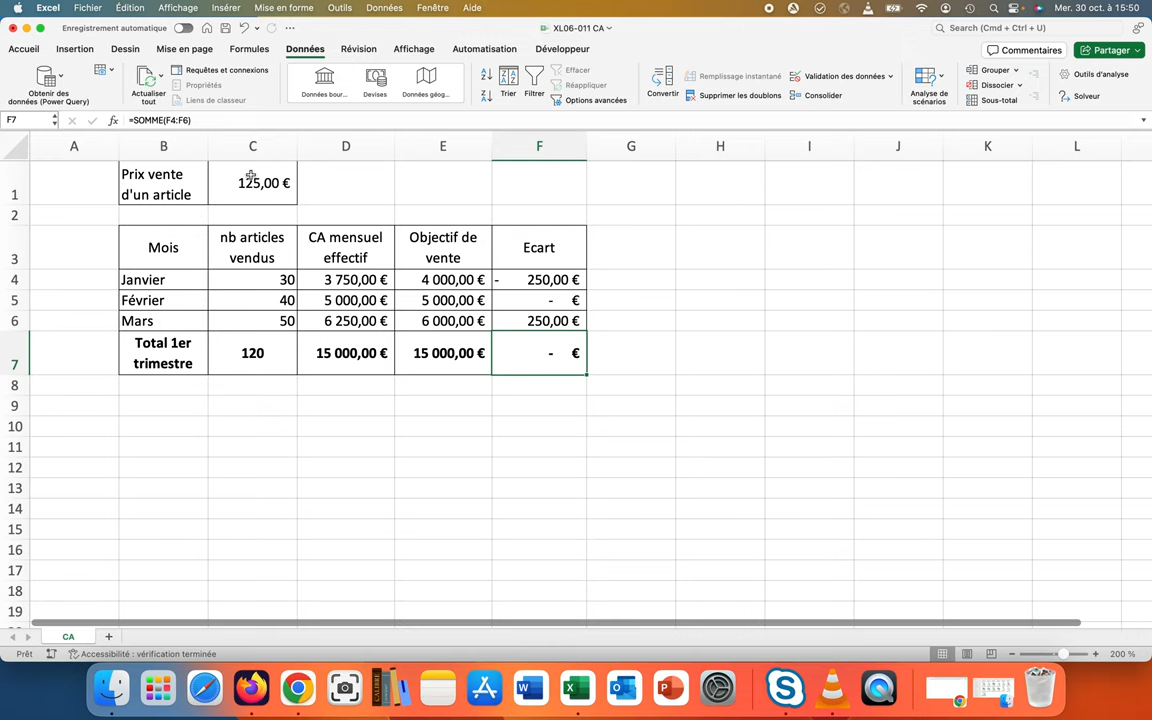 Excel Fichier Édition Affichage Insérer Mise en forme Outils Données Fenêtre Aide Mer. 30 oct. à 15:50
Enregistrement automatique XL06-011 CA Search (Cmd + Ctrl + U)
Accueil Insertion Dessin Mise en page Formules Données Révision Affichage Automatisation Développeur Commentaires Partager
Obtenir des données (Power Query)
Actualiser tout
Requêtes et connexions
Propriétés
Liens de classeur
Données bour...
Devises
Données géog...
Trier
Filtrer
Effacer
Réappliquer
Options avancées
Convertir
Remplissage instantané
Supprimer les doublons
Validation des données
Consolider
Analyse de scénarios
Grouper
Dissocier
Sous-total
Outils d'analyse
Solveur
F7 fx =SOMME(F4:F6)
A B C D E F G H I J K L
1 Prix vente d'un article 125,00 €
2
3 Mois nb articles vendus CA mensuel effectif Objectif de vente Ecart
4 Janvier 30 3 750,00 € 4 000,00 € - 250,00 €
5 Février 40 5 000,00 € 5 000,00 € - €
6 Mars 50 6 250,00 € 6 000,00 € 250,00 €
7 Total 1er trimestre 120 15 000,00 € 15 000,00 € - €
8
9
10
11
12
13
14
15
16
17
18
19
CA +
Prêt Accessibilité : vérification terminée 200 %